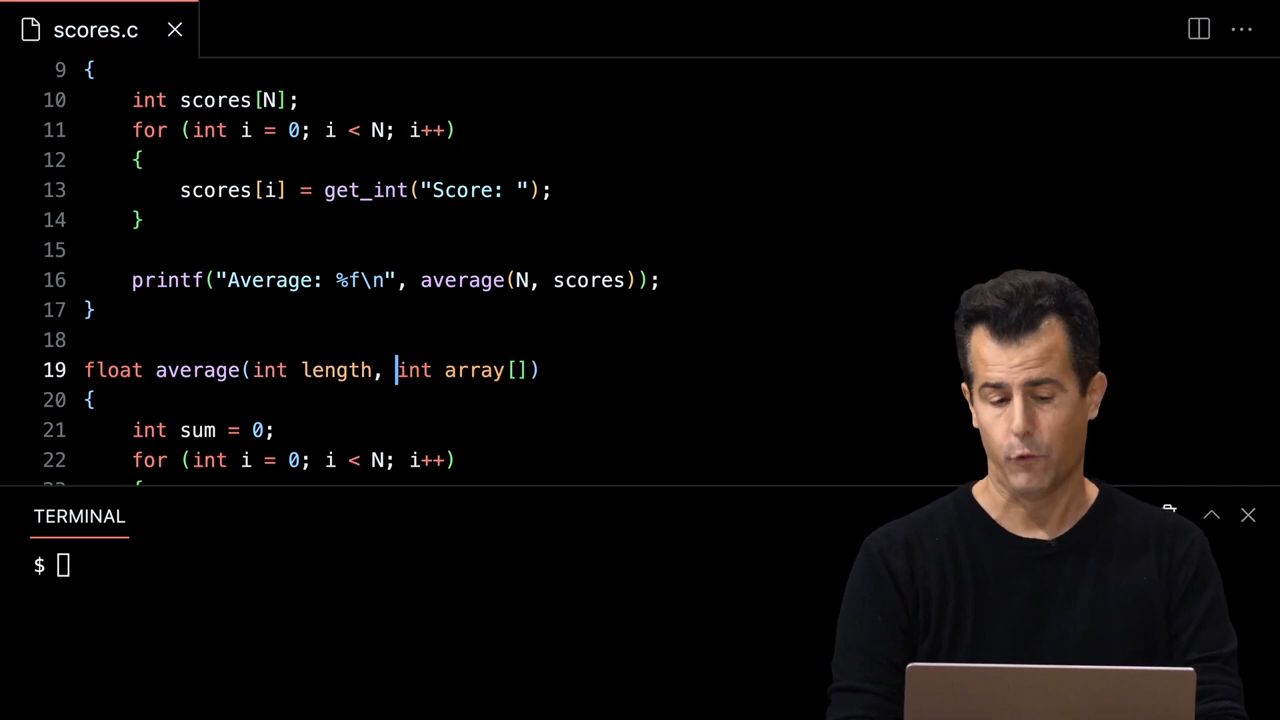 scores.c
9 {
10 int scores[N];
11 for (int i = 0; i < N; i++)
12 {
13 scores[i] = get_int("Score: ");
14 }
15
16 printf("Average: %f\n", average(N, scores));
17 }
18
19 float average(int length, int array[])
20 {
21 int sum = 0;
22 for (int i = 0; i < N; i++)
23 {
TERMINAL
$